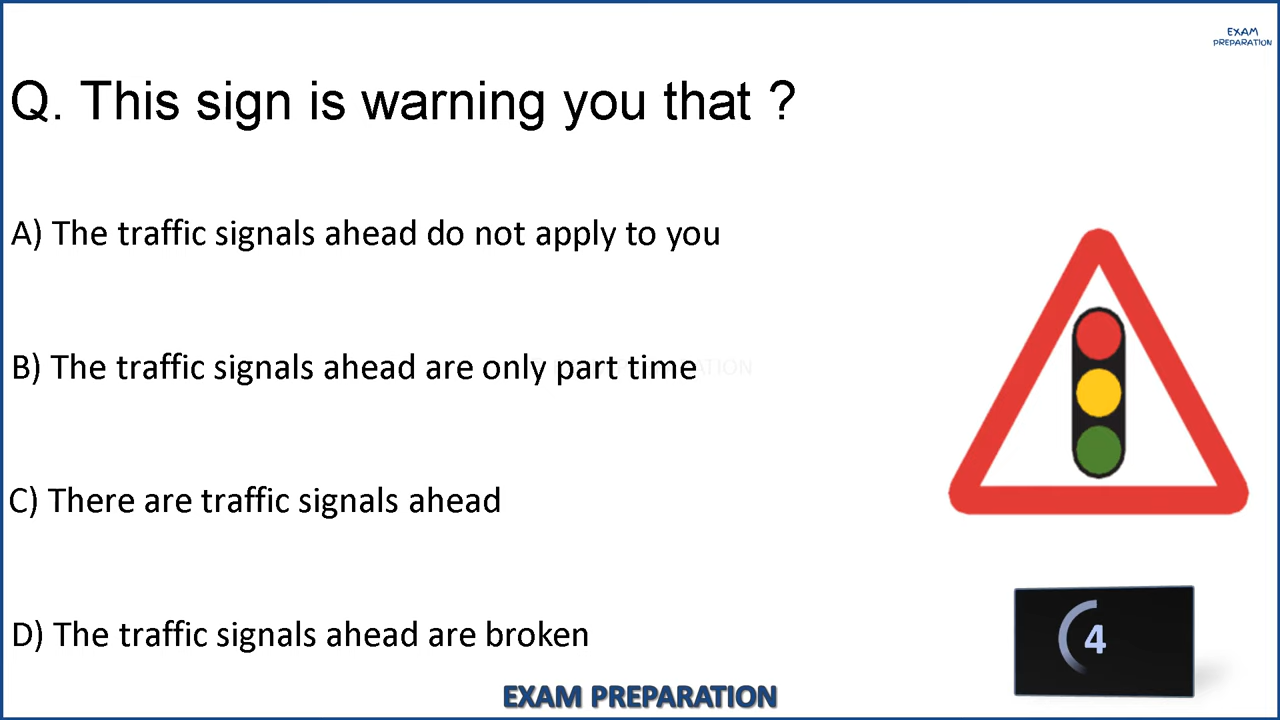 EXAM
PREPARATION
Q. This sign is warning you that ?
A) The traffic signals ahead do not apply to you
B) The traffic signals ahead are only part time
C) There are traffic signals ahead
D) The traffic signals ahead are broken
4
EXAM PREPARATION